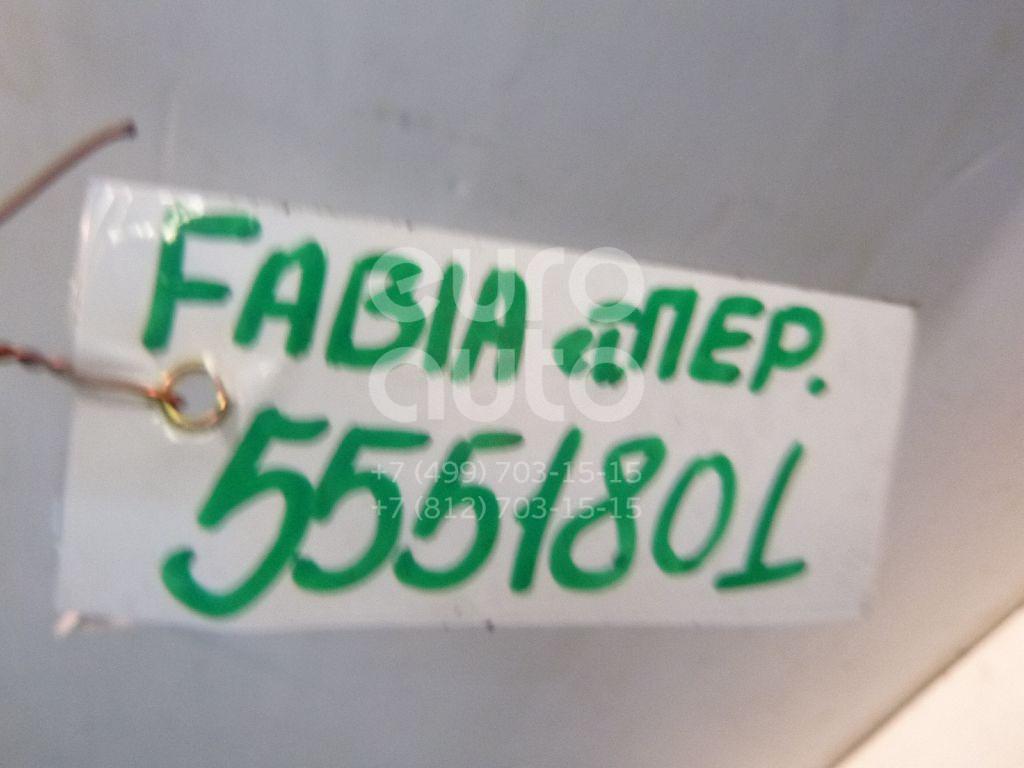 FABIA ПЕР.
5551801
euro
auto
+7 (499) 703-15-15
+7 (812) 703-15-15